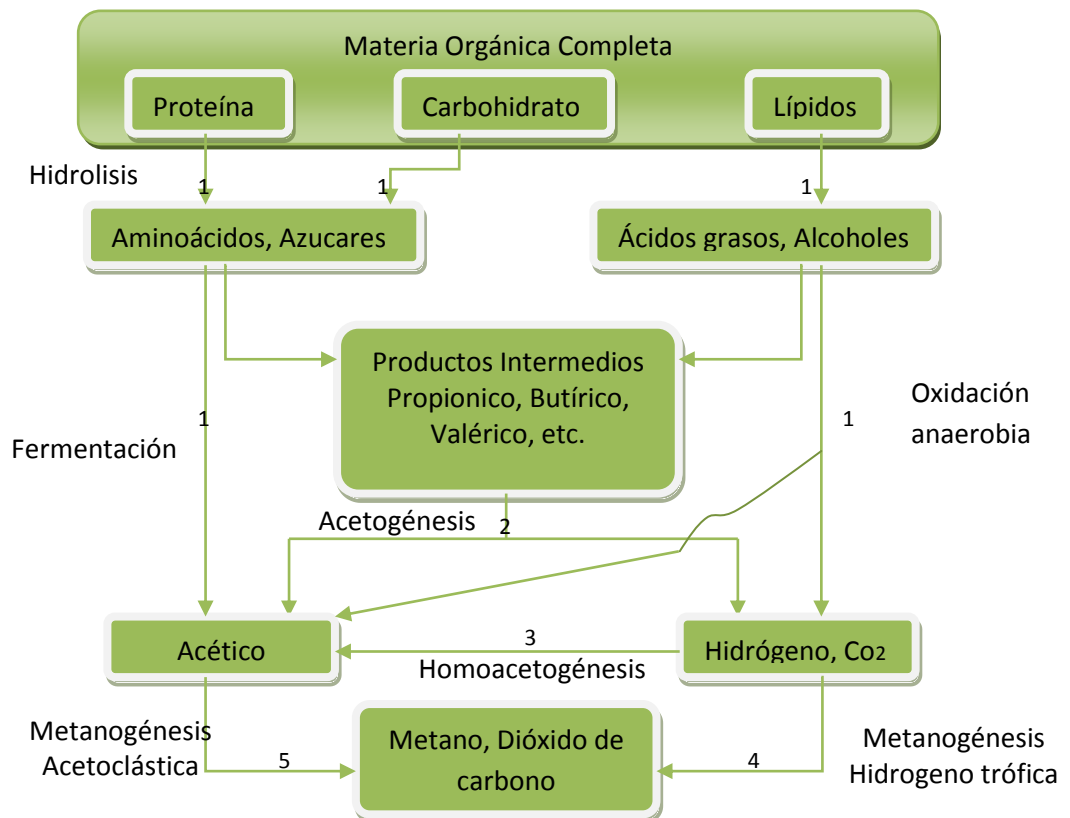 Materia Orgánica Completa
Proteína
Carbohidrato
Lípidos
Hidrolisis
1
1
1
Aminoácidos, Azucares
Ácidos grasos, Alcoholes
Productos Intermedios
Propionico, Butírico,
Valérico, etc.
1
Fermentación
1
Oxidación
anaerobia
Acetogénesis
2
Acético
3
Homoacetogénesis
Hidrógeno, Co2
Metanogénesis
Acetoclástica
5
Metano, Dióxido de
carbono
4
Metanogénesis
Hidrogeno trófica